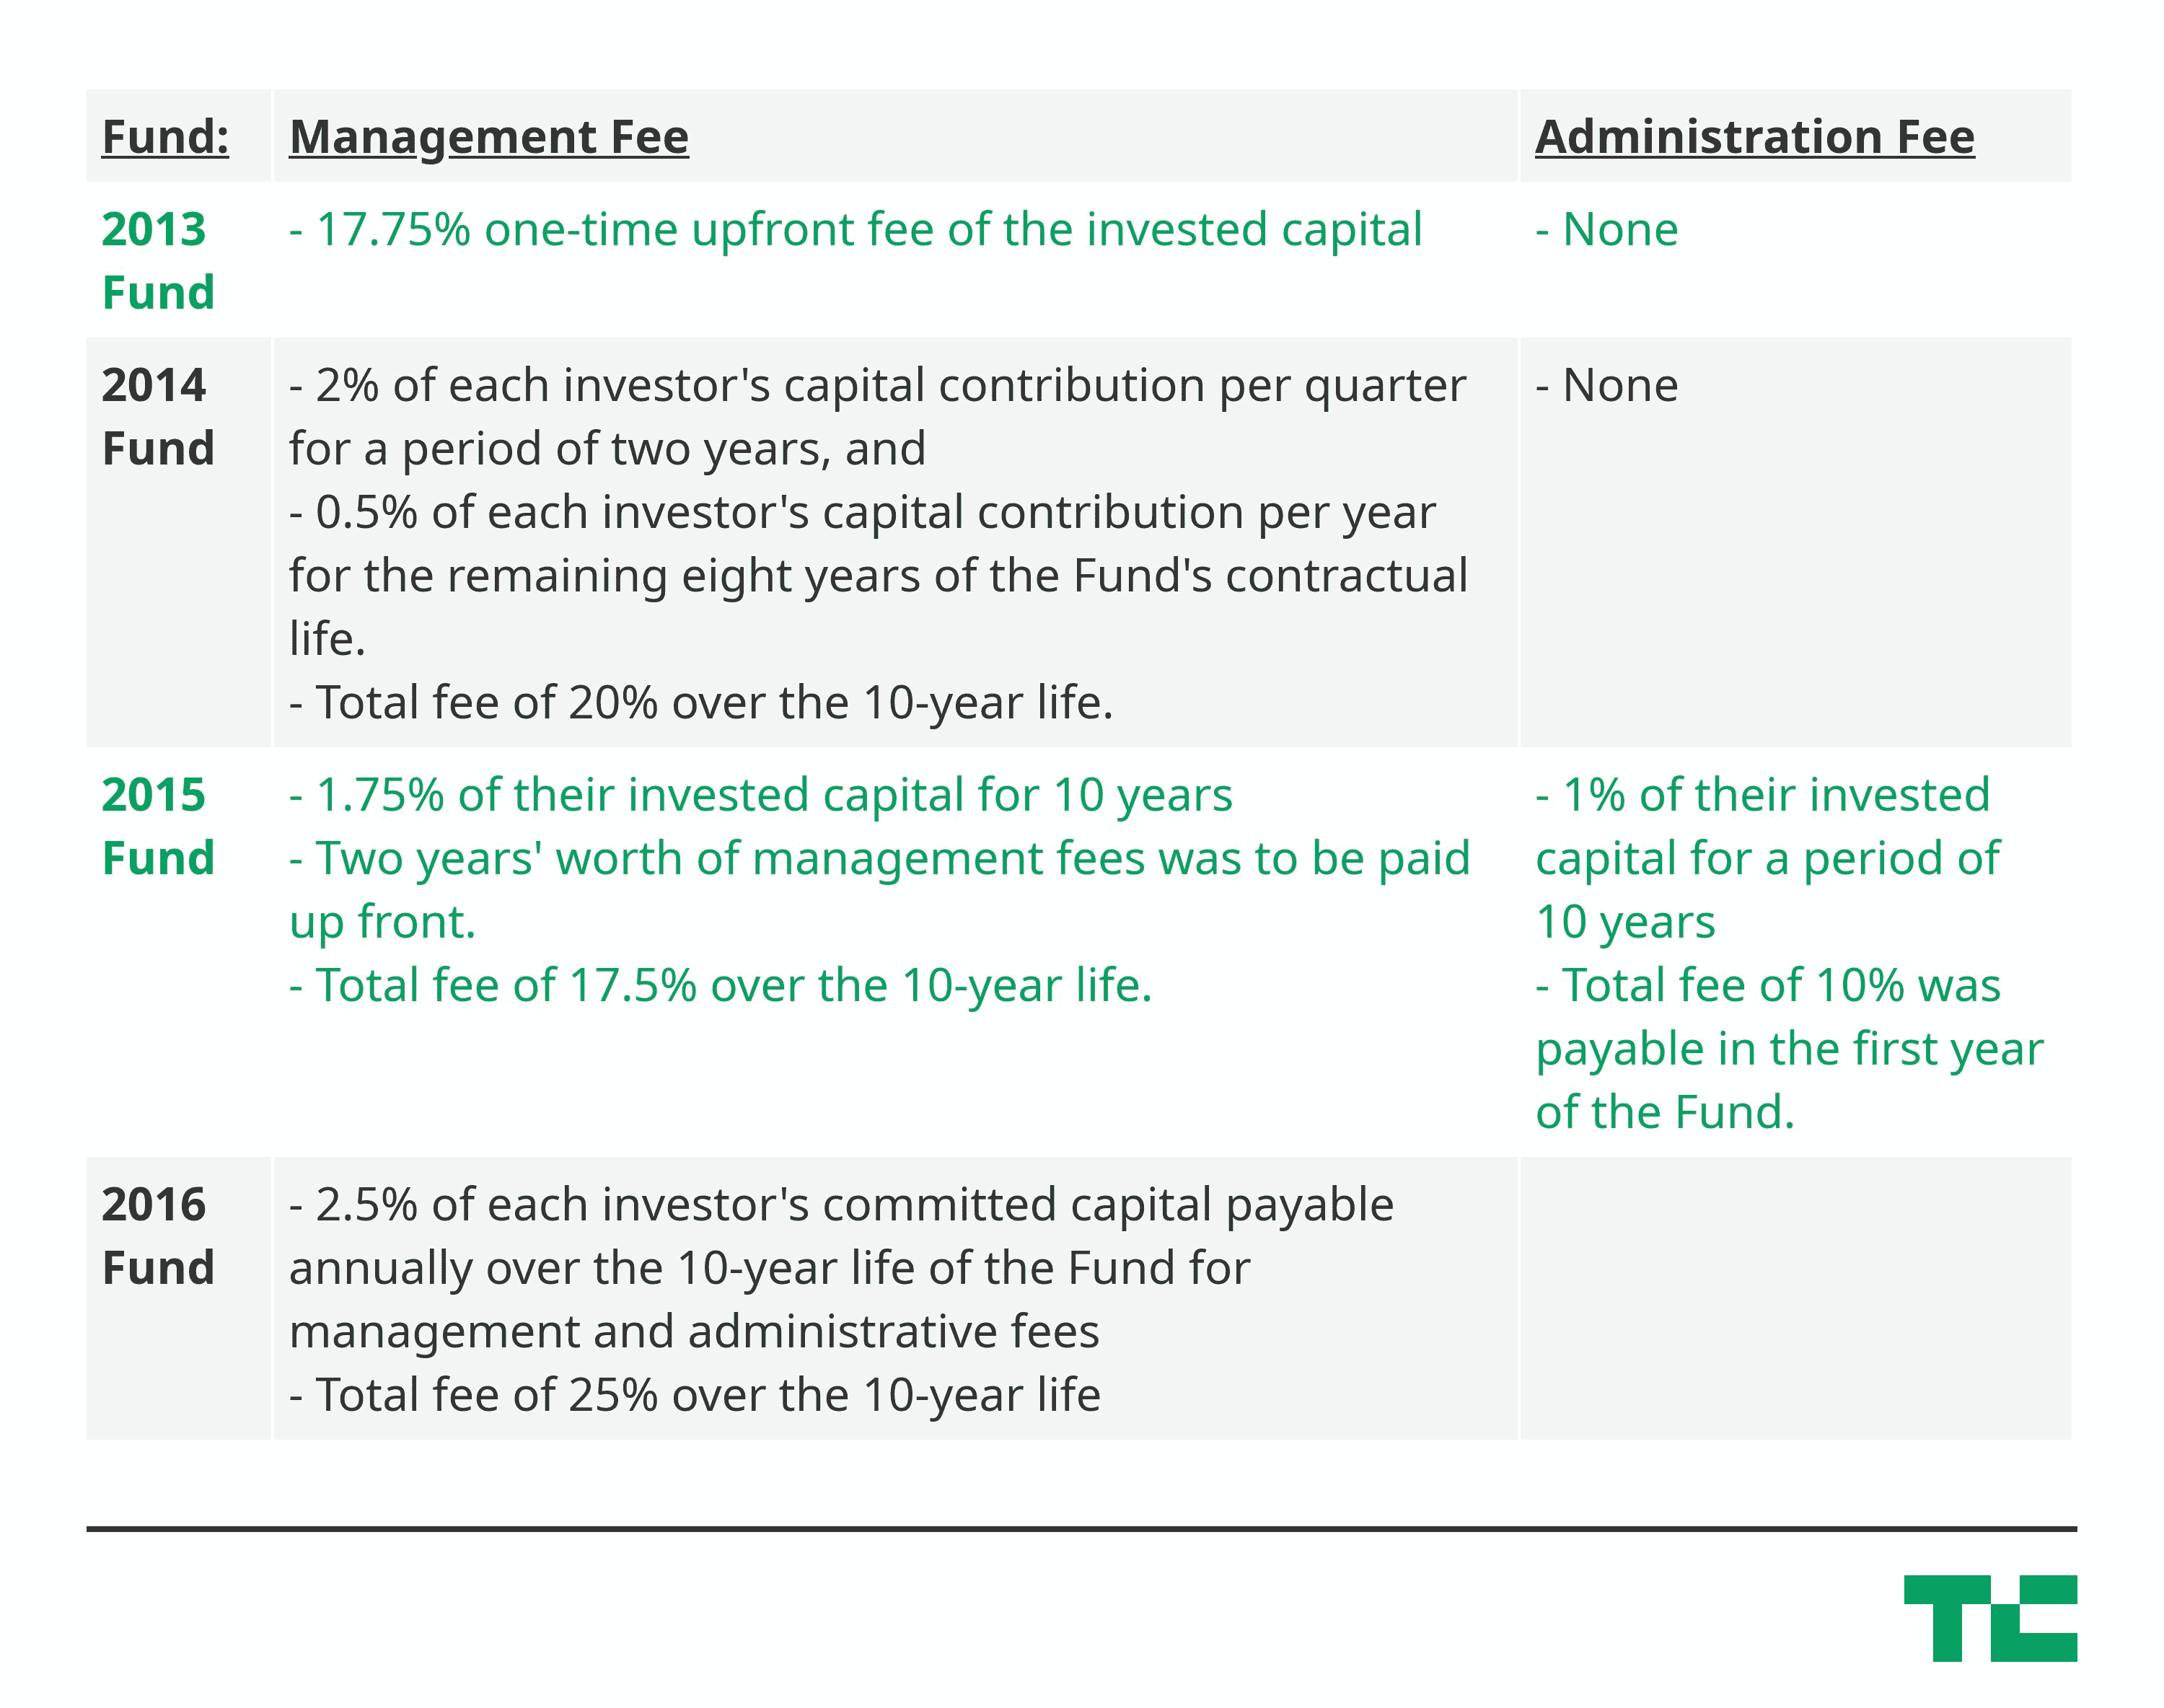 Fund: Management Fee Administration Fee
2013 Fund
- 17.75% one-time upfront fee of the invested capital
- None
2014 Fund
- 2% of each investor's capital contribution per quarter
for a period of two years, and
- 0.5% of each investor's capital contribution per year
for the remaining eight years of the Fund's contractual
life.
- Total fee of 20% over the 10-year life.
- None
2015 Fund
- 1.75% of their invested capital for 10 years
- Two years' worth of management fees was to be paid
up front.
- Total fee of 17.5% over the 10-year life.
- 1% of their invested
capital for a period of
10 years
- Total fee of 10% was
payable in the first year
of the Fund.
2016 Fund
- 2.5% of each investor's committed capital payable
annually over the 10-year life of the Fund for
management and administrative fees
- Total fee of 25% over the 10-year life
TC